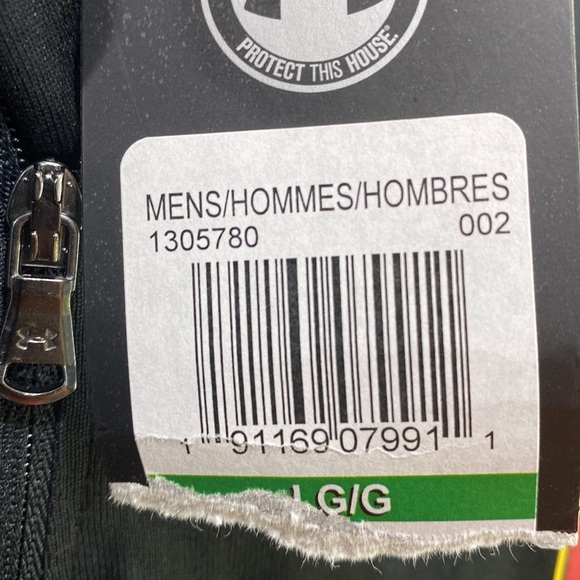 PROTECT THIS HOUSE.
MENS/HOMMES/HOMBRES
1305780 002
1 91169 07991 1
LG/G